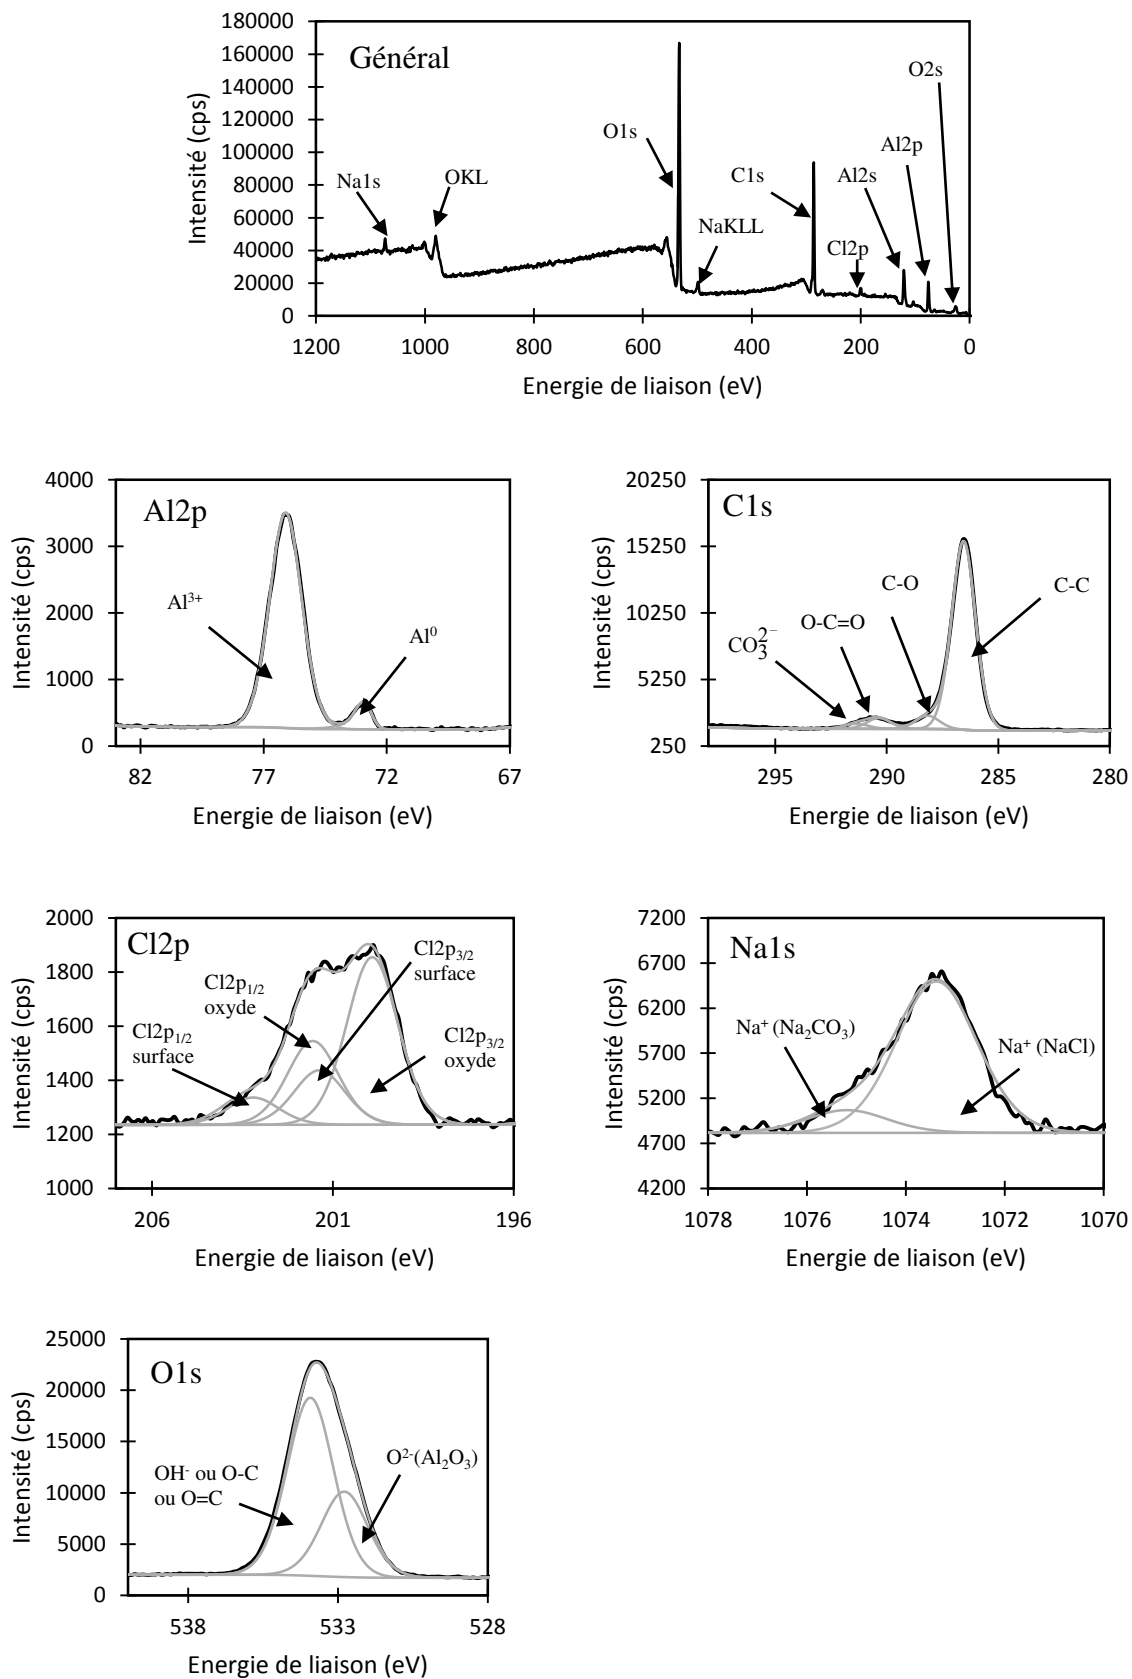 Général
Intensité (cps)
180000
160000
140000
120000
100000
80000
60000
40000
20000
0
Na1s
OKL
O1s
NaKLL
C1s
Cl2p
Al2s
Al2p
O2s
1200 1000 800 600 400 200 0
Energie de liaison (eV)
Al2p
Intensité (cps)
4000
3000
2000
1000
0
Al³⁺
Al⁰
82 77 72 67
Energie de liaison (eV)
C1s
Intensité (cps)
20250
15250
10250
5250
250
CO₃²⁻
O-C=O
C-O
C-C
295 290 285 280
Energie de liaison (eV)
Cl2p
Intensité (cps)
2000
1800
1600
1400
1200
1000
Cl2p₁/₂
surface
Cl2p₁/₂
oxyde
Cl2p₃/₂
surface
Cl2p₃/₂
oxyde
206 201 196
Energie de liaison (eV)
Na1s
Intensité (cps)
7200
6700
6200
5700
5200
4700
4200
Na⁺ (Na₂CO₃)
Na⁺ (NaCl)
1078 1076 1074 1072 1070
Energie de liaison (eV)
O1s
Intensité (cps)
25000
20000
15000
10000
5000
0
OH⁻ ou O-C
ou O=C
O²⁻(Al₂O₃)
538 533 528
Energie de liaison (eV)